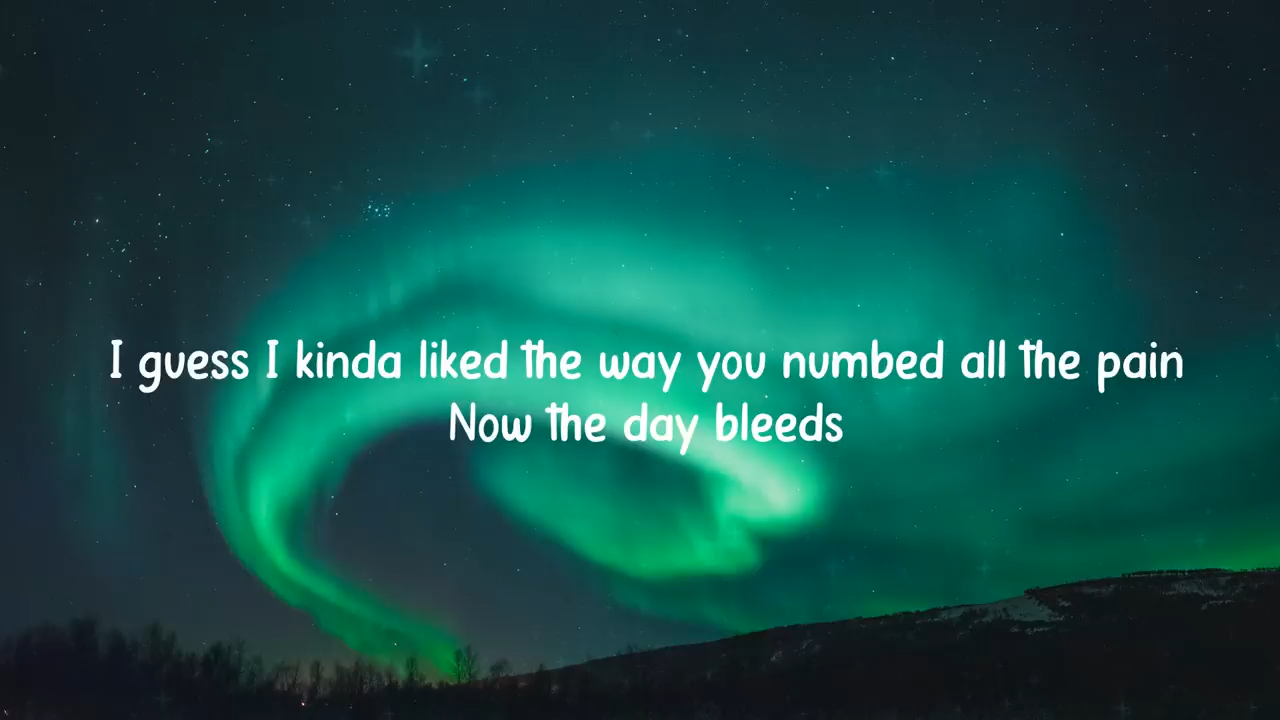 I guess I kinda liked the way you numbed all the pain
Now the day bleeds